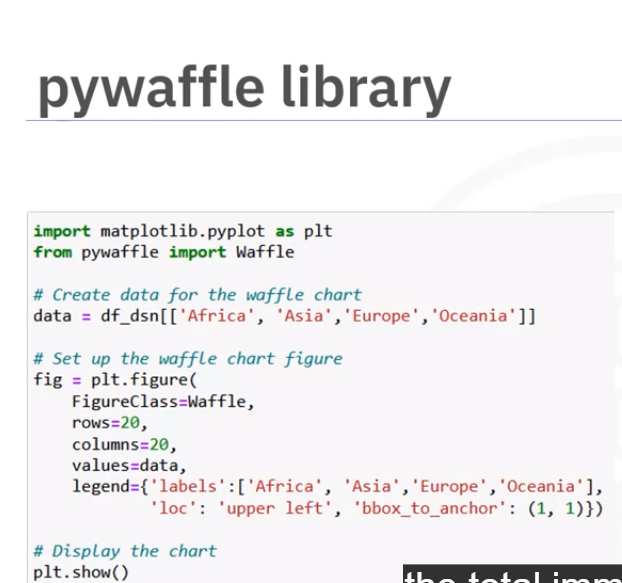 pywaffle library
import matplotlib.pyplot as plt
from pywaffle import Waffle
# Create data for the waffle chart
data = df_dsn[['Africa', 'Asia','Europe','Oceania']]
# Set up the waffle chart figure
fig = plt.figure(
    FigureClass=Waffle,
    rows=20,
    columns=20,
    values=data,
    legend={'labels':['Africa', 'Asia','Europe','Oceania'],
            'loc': 'upper left', 'bbox_to_anchor': (1, 1)})
# Display the chart
plt.show()
the total